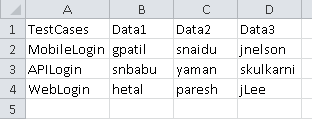 A B C D
1 TestCases Data1 Data2 Data3
2 MobileLogin gpatil snaidu jnelson
3 APILogin snbabu yaman skulkarni
4 WebLogin hetal paresh jLee
5